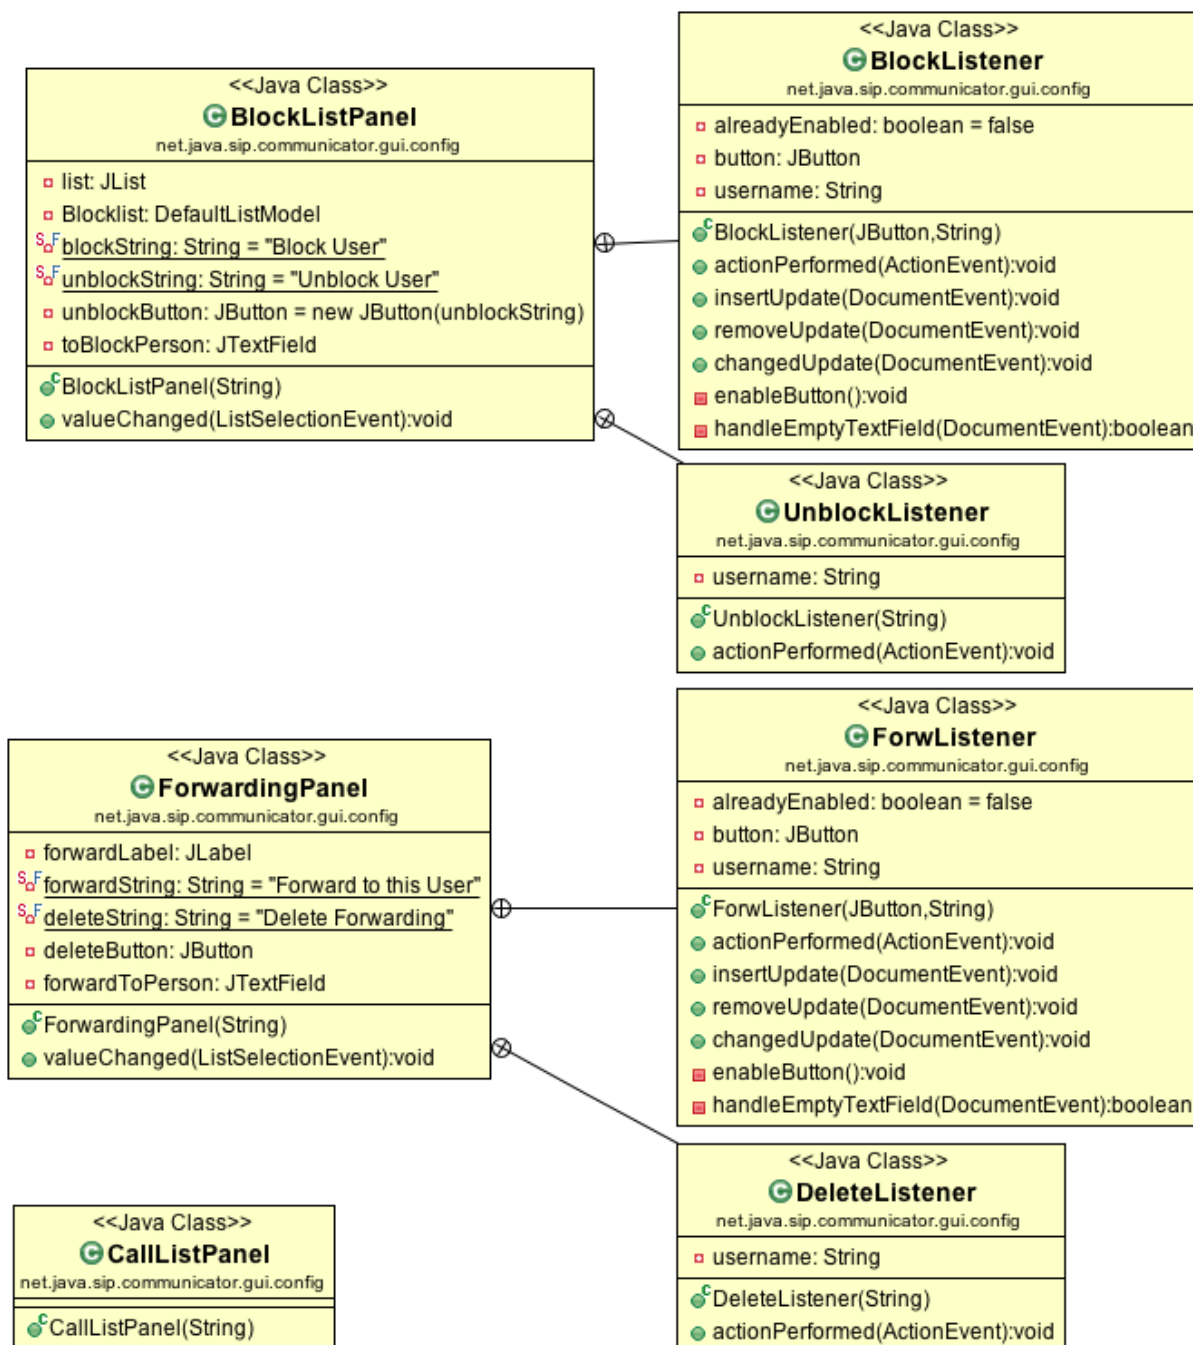 <<Java Class>>
BlockListPanel
net.java.sip.communicator.gui.config
list: JList
Blocklist: DefaultListModel
blockString: String = "Block User"
unblockString: String = "Unblock User"
unblockButton: JButton = new JButton(unblockString)
toBlockPerson: JTextField
BlockListPanel(String)
valueChanged(ListSelectionEvent):void
<<Java Class>>
BlockListener
net.java.sip.communicator.gui.config
alreadyEnabled: boolean = false
button: JButton
username: String
BlockListener(JButton,String)
actionPerformed(ActionEvent):void
insertUpdate(DocumentEvent):void
removeUpdate(DocumentEvent):void
changedUpdate(DocumentEvent):void
enableButton():void
handleEmptyTextField(DocumentEvent):boolean
<<Java Class>>
UnblockListener
net.java.sip.communicator.gui.config
username: String
UnblockListener(String)
actionPerformed(ActionEvent):void
<<Java Class>>
ForwardingPanel
net.java.sip.communicator.gui.config
forwardLabel: JLabel
forwardString: String = "Forward to this User"
deleteString: String = "Delete Forwarding"
deleteButton: JButton
forwardToPerson: JTextField
ForwardingPanel(String)
valueChanged(ListSelectionEvent):void
<<Java Class>>
ForwListener
net.java.sip.communicator.gui.config
alreadyEnabled: boolean = false
button: JButton
username: String
ForwListener(JButton,String)
actionPerformed(ActionEvent):void
insertUpdate(DocumentEvent):void
removeUpdate(DocumentEvent):void
changedUpdate(DocumentEvent):void
enableButton():void
handleEmptyTextField(DocumentEvent):boolean
<<Java Class>>
DeleteListener
net.java.sip.communicator.gui.config
username: String
DeleteListener(String)
actionPerformed(ActionEvent):void
<<Java Class>>
CallListPanel
net.java.sip.communicator.gui.config
CallListPanel(String)